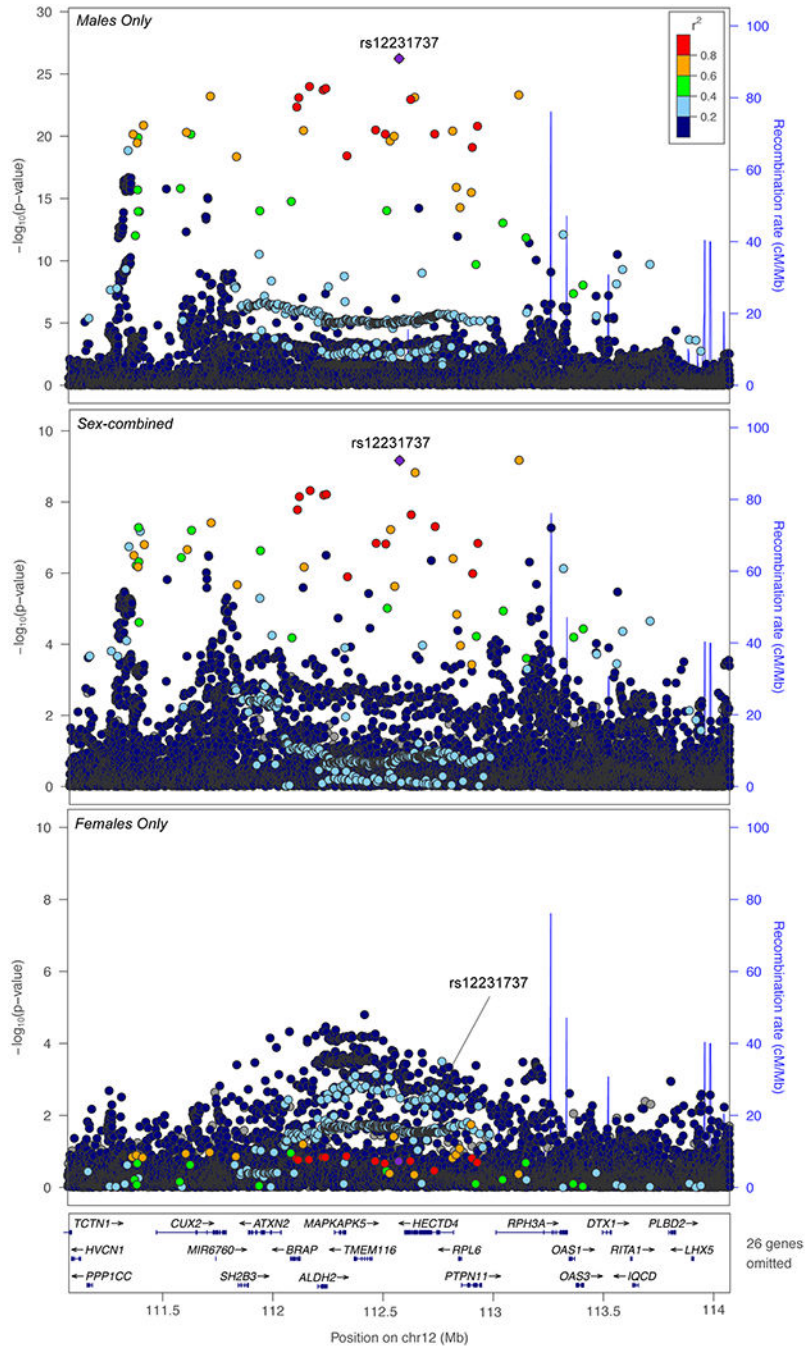 Males Only
rs12231737
r²
0.8
0.6
0.4
0.2
30
25
20
15
10
5
0
−log₁₀(p−value)
100
80
60
40
20
0
Recombination rate (cM/Mb)
Sex-combined
rs12231737
10
8
6
4
2
0
−log₁₀(p−value)
100
80
60
40
20
0
Recombination rate (cM/Mb)
Females Only
rs12231737
10
8
6
4
2
0
−log₁₀(p−value)
100
80
60
40
20
0
Recombination rate (cM/Mb)
TCTN1→ CUX2→ ←ATXN2 MAPKAPK5→ ←HECTD4 RPH3A→ DTX1→ PLBD2→
←HVCN1 MIR6760→ ←BRAP ←TMEM116 ←RPL6 OAS1→ RITA1→ ←LHX5
←PPP1CC SH2B3→ ALDH2→ PTPN11→ OAS3→ ←IQCD
26 genes
omitted
111.5 112 112.5 113 113.5 114
Position on chr12 (Mb)